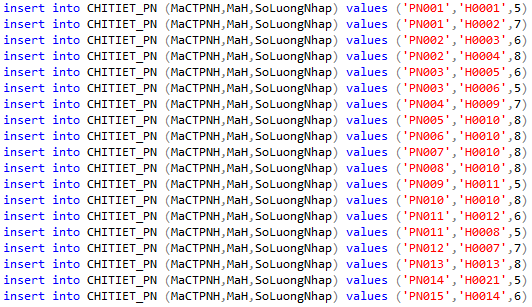 insert into CHITIET_PN (MaCTPNH,MaH,SoLuongNhap) values ('PN001','H0001',5)
insert into CHITIET_PN (MaCTPNH,MaH,SoLuongNhap) values ('PN001','H0002',7)
insert into CHITIET_PN (MaCTPNH,MaH,SoLuongNhap) values ('PN002','H0003',6)
insert into CHITIET_PN (MaCTPNH,MaH,SoLuongNhap) values ('PN002','H0004',8)
insert into CHITIET_PN (MaCTPNH,MaH,SoLuongNhap) values ('PN003','H0005',6)
insert into CHITIET_PN (MaCTPNH,MaH,SoLuongNhap) values ('PN003','H0006',5)
insert into CHITIET_PN (MaCTPNH,MaH,SoLuongNhap) values ('PN004','H0009',7)
insert into CHITIET_PN (MaCTPNH,MaH,SoLuongNhap) values ('PN005','H0010',8)
insert into CHITIET_PN (MaCTPNH,MaH,SoLuongNhap) values ('PN006','H0010',8)
insert into CHITIET_PN (MaCTPNH,MaH,SoLuongNhap) values ('PN007','H0010',8)
insert into CHITIET_PN (MaCTPNH,MaH,SoLuongNhap) values ('PN008','H0010',8)
insert into CHITIET_PN (MaCTPNH,MaH,SoLuongNhap) values ('PN009','H0011',5)
insert into CHITIET_PN (MaCTPNH,MaH,SoLuongNhap) values ('PN010','H0010',8)
insert into CHITIET_PN (MaCTPNH,MaH,SoLuongNhap) values ('PN011','H0012',6)
insert into CHITIET_PN (MaCTPNH,MaH,SoLuongNhap) values ('PN011','H0008',5)
insert into CHITIET_PN (MaCTPNH,MaH,SoLuongNhap) values ('PN012','H0007',7)
insert into CHITIET_PN (MaCTPNH,MaH,SoLuongNhap) values ('PN013','H0013',8)
insert into CHITIET_PN (MaCTPNH,MaH,SoLuongNhap) values ('PN014','H0021',5)
insert into CHITIET_PN (MaCTPNH,MaH,SoLuongNhap) values ('PN015','H0014',6)